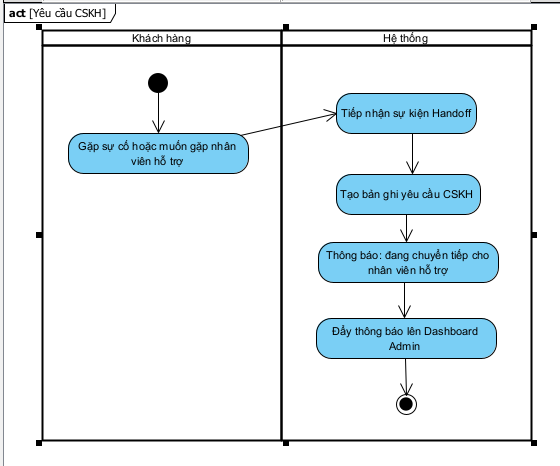 act [Yêu cầu CSKH]
Khách hàng
Hệ thống
Gặp sự cố hoặc muốn gặp nhân
viên hỗ trợ
Tiếp nhận sự kiện Handoff
Tạo bản ghi yêu cầu CSKH
Thông báo: đang chuyển tiếp cho
nhân viên hỗ trợ
Đẩy thông báo lên Dashboard
Admin